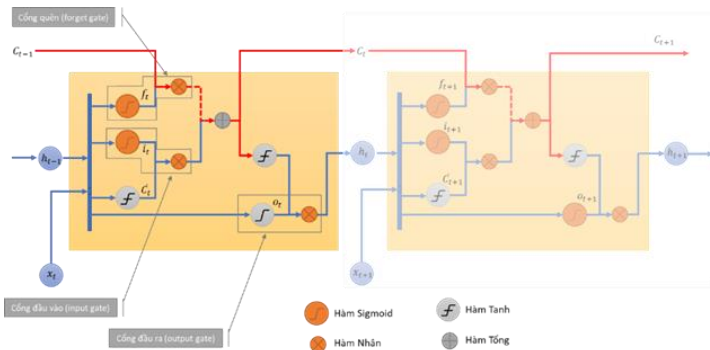 Cổng quên (forget gate)
C_{t-1}
C_t
C_{t+1}
f_t
f_{t+1}
i_t
i_{t+1}
h_{t-1}
h_t
h_{t+1}
C_t
C_{t+1}
o_t
o_{t+1}
x_t
x_{t+1}
Cổng đầu vào (input gate)
Cổng đầu ra (output gate)
Hàm Sigmoid
Hàm Tanh
Hàm Nhân
Hàm Tổng